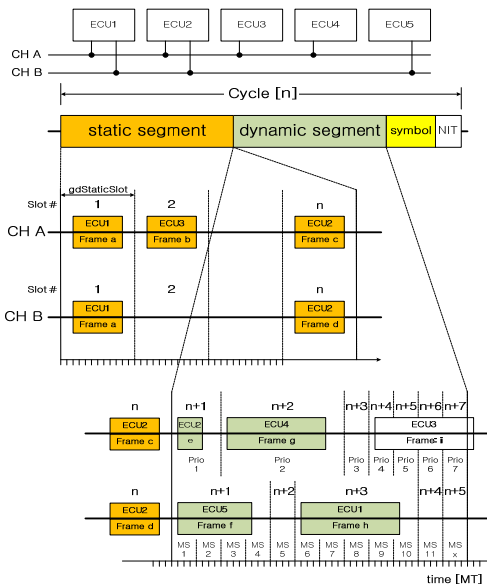 ECU1 ECU2 ECU3 ECU4 ECU5
CH A
CH B
Cycle [n]
static segment dynamic segment symbol NIT
gdStaticSlot
Slot # 1 2 n
CH A ECU1 ECU3 ECU2
Frame a Frame b Frame c
Slot # 1 2 n
CH B ECU1 ECU2
Frame a Frame d
n n+1 n+2 n+3 n+4 n+5 n+6 n+7
ECU2 ECU2 ECU4 ECU3
Frame c e Frame g Frame
Prio Prio Prio Prio Prio Prio Prio
1 2 3 4 5 6 7
n n+1 n+2 n+3 n+4 n+5
ECU2 ECU5 ECU1
Frame d Frame f Frame h
MS MS MS MS MS MS MS MS MS MS MS MS
1 2 3 4 5 6 7 8 9 10 11 x
time [MT]